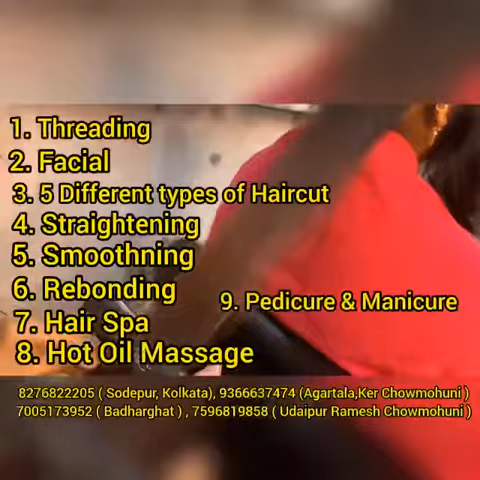 1. Threading
2. Facial
3. 5 Different types of Haircut
4. Straightening
5. Smoothning
6. Rebonding
7. Hair Spa
8. Hot Oil Massage
9. Pedicure & Manicure
8276822205 ( Sodepur, Kolkata), 9366637474 (Agartala,Ker Chowmohuni )
7005173952 ( Badharghat ) , 7596819858 ( Udaipur Ramesh Chowmohuni )